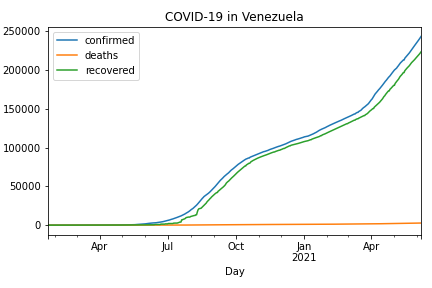 COVID-19 in Venezuela
confirmed
deaths
recovered
250000
200000
150000
100000
50000
0
Apr Jul Oct Jan Apr
2021
Day